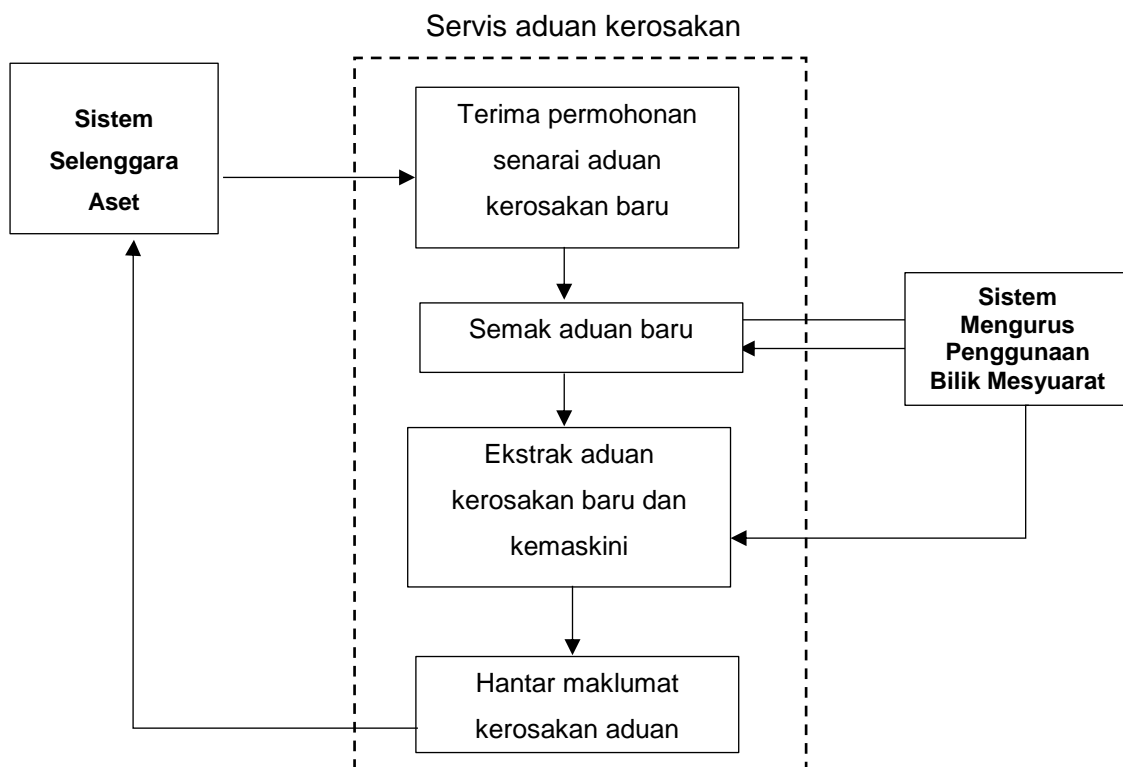 Servis aduan kerosakan
Sistem
Selenggara
Aset
Terima permohonan
senarai aduan
kerosakan baru
Semak aduan baru
Sistem
Mengurus
Penggunaan
Bilik Mesyuarat
Ekstrak aduan
kerosakan baru dan
kemaskini
Hantar maklumat
kerosakan aduan